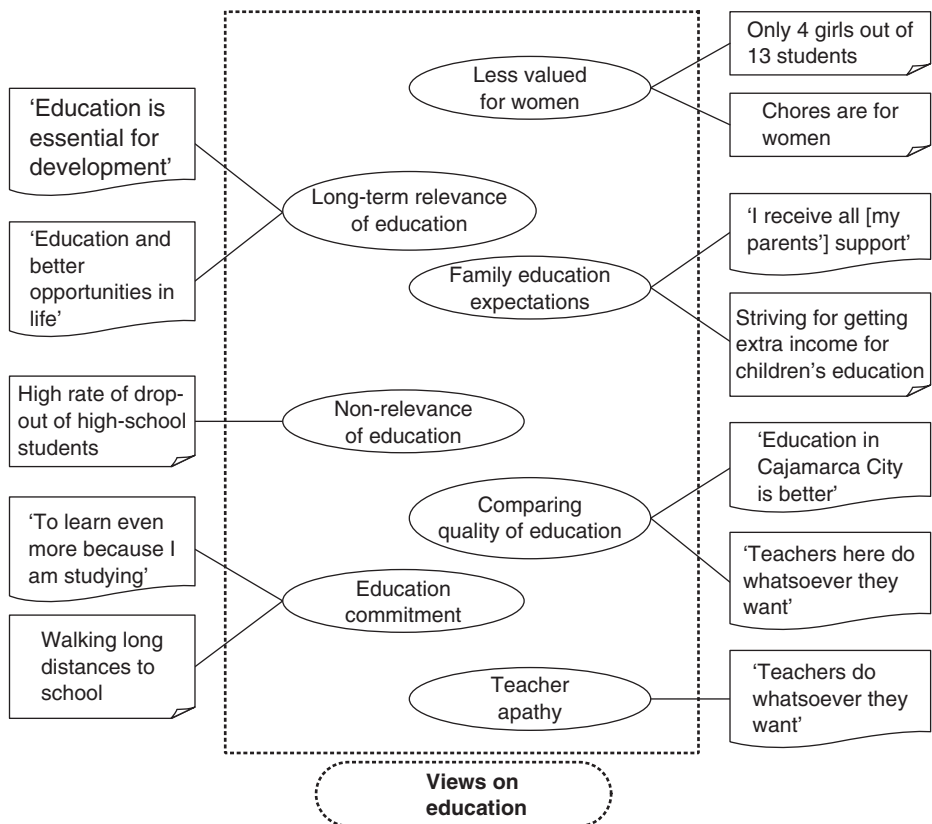 Only 4 girls out of
13 students
Less valued
for women
Chores are for
women
‘Education is
essential for
development’
Long-term relevance
of education
‘Education and
better
opportunities in
life’
‘I receive all [my
parents’] support’
Family education
expectations
Striving for getting
extra income for
children’s education
High rate of drop-
out of high-school
students
Non-relevance
of education
‘Education in
Cajamarca City
is better’
Comparing
quality of education
‘To learn even
more because I
am studying’
‘Teachers here do
whatsoever they
want’
Education
commitment
Walking long
distances to
school
Teacher
apathy
‘Teachers do
whatsoever they
want’
Views on
education